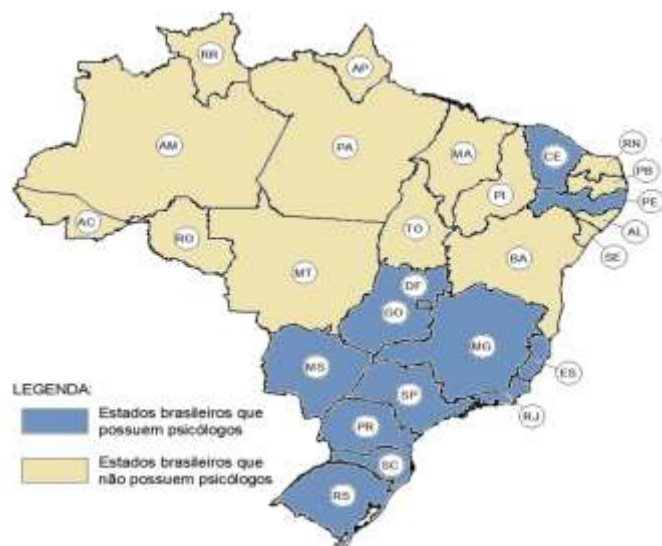 RR
AP
AM
PA
MA
CE
RN
PB
PI
PE
AC
RO
TO
AL
SE
MT
BA
DF
GO
MG
MS
ES
SP
RJ
PR
SC
RS
LEGENDA:
Estados brasileiros que
possuem psicólogos
Estados brasileiros que
não possuem psicólogos